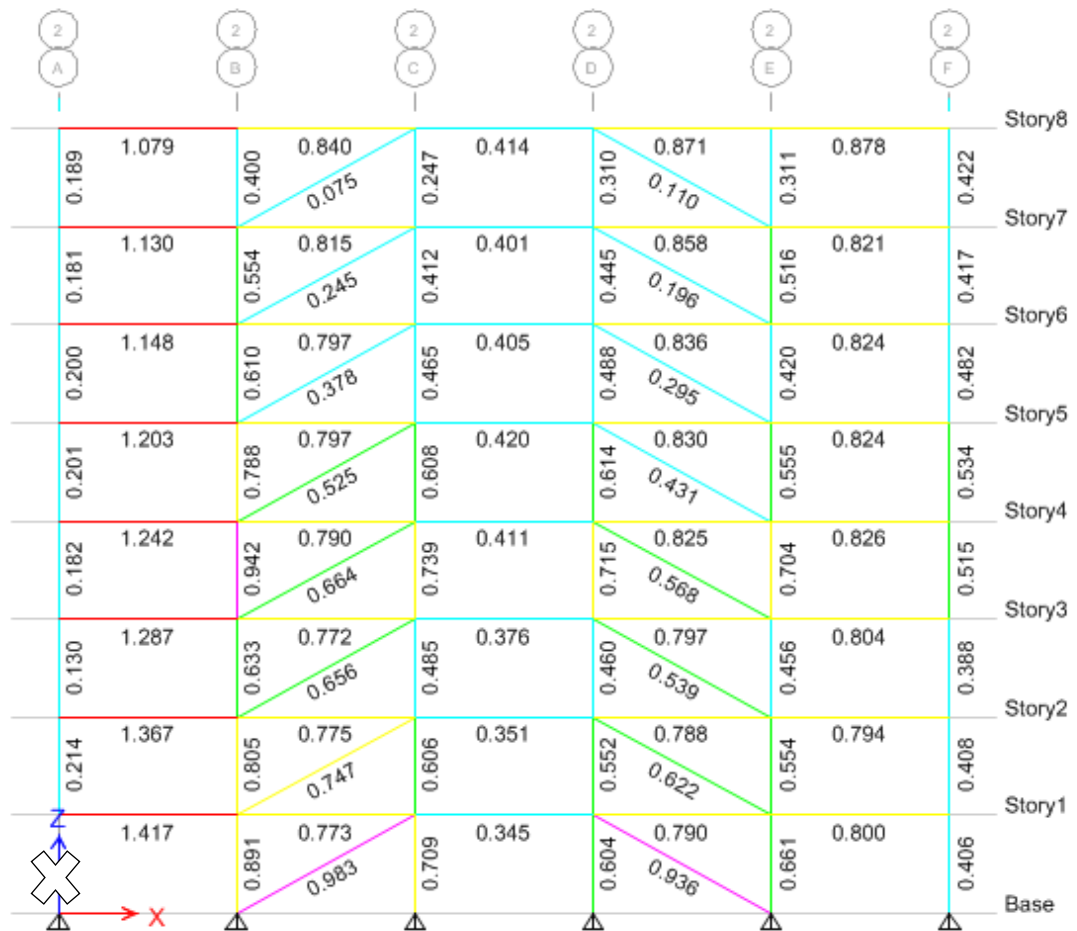 2 2 2 2 2 2
A B C D E F
Story8
1.079 0.840 0.414 0.871 0.878
0.189 0.400 0.075 0.247 0.310 0.110 0.311 0.422
Story7
1.130 0.815 0.401 0.858 0.821
0.181 0.554 0.245 0.412 0.445 0.196 0.516 0.417
Story6
1.148 0.797 0.405 0.836 0.824
0.200 0.610 0.378 0.465 0.488 0.295 0.420 0.482
Story5
1.203 0.797 0.420 0.830 0.824
0.201 0.788 0.525 0.608 0.614 0.431 0.555 0.534
Story4
1.242 0.790 0.411 0.825 0.826
0.182 0.942 0.664 0.739 0.715 0.568 0.704 0.515
Story3
1.287 0.772 0.376 0.797 0.804
0.130 0.633 0.656 0.485 0.460 0.539 0.456 0.388
Story2
1.367 0.775 0.351 0.788 0.794
0.214 0.805 0.747 0.606 0.552 0.622 0.554 0.408
Story1
Z
1.417 0.773 0.345 0.790 0.800
0.891 0.983 0.709 0.604 0.936 0.661 0.406
Base
X